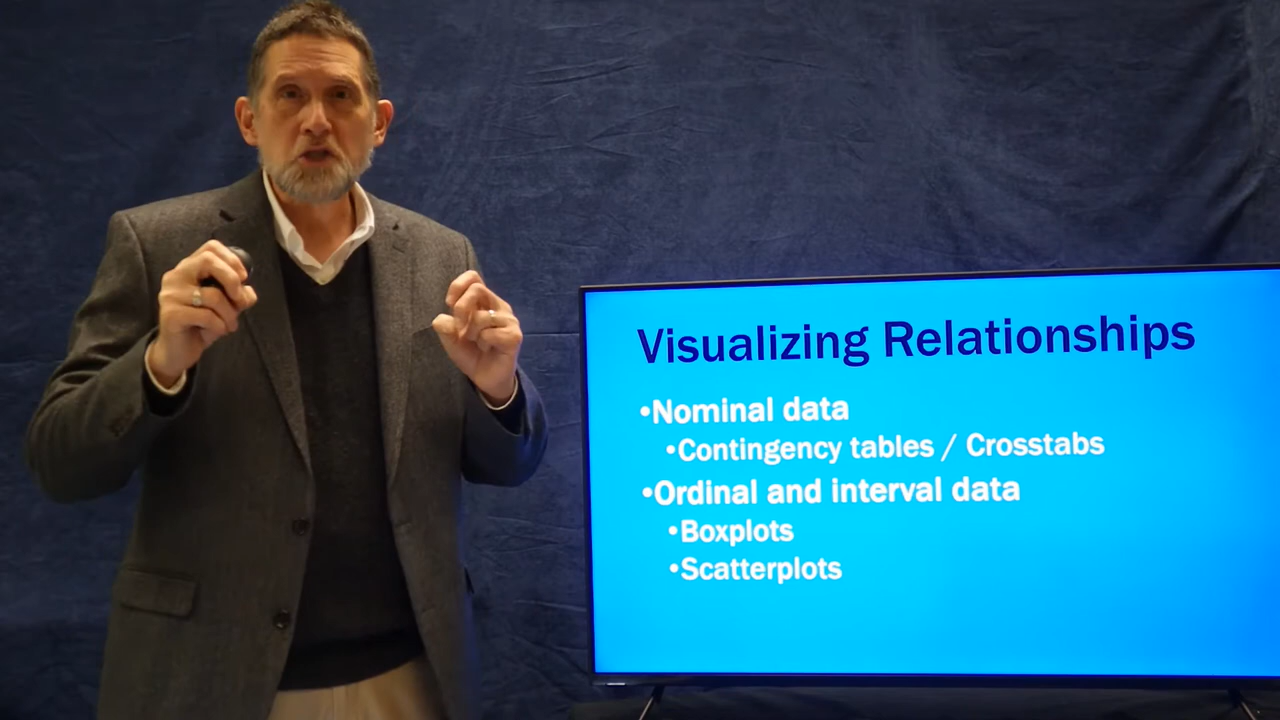 Visualizing Relationships
•Nominal data
•Contingency tables / Crosstabs
•Ordinal and interval data
•Boxplots
•Scatterplots